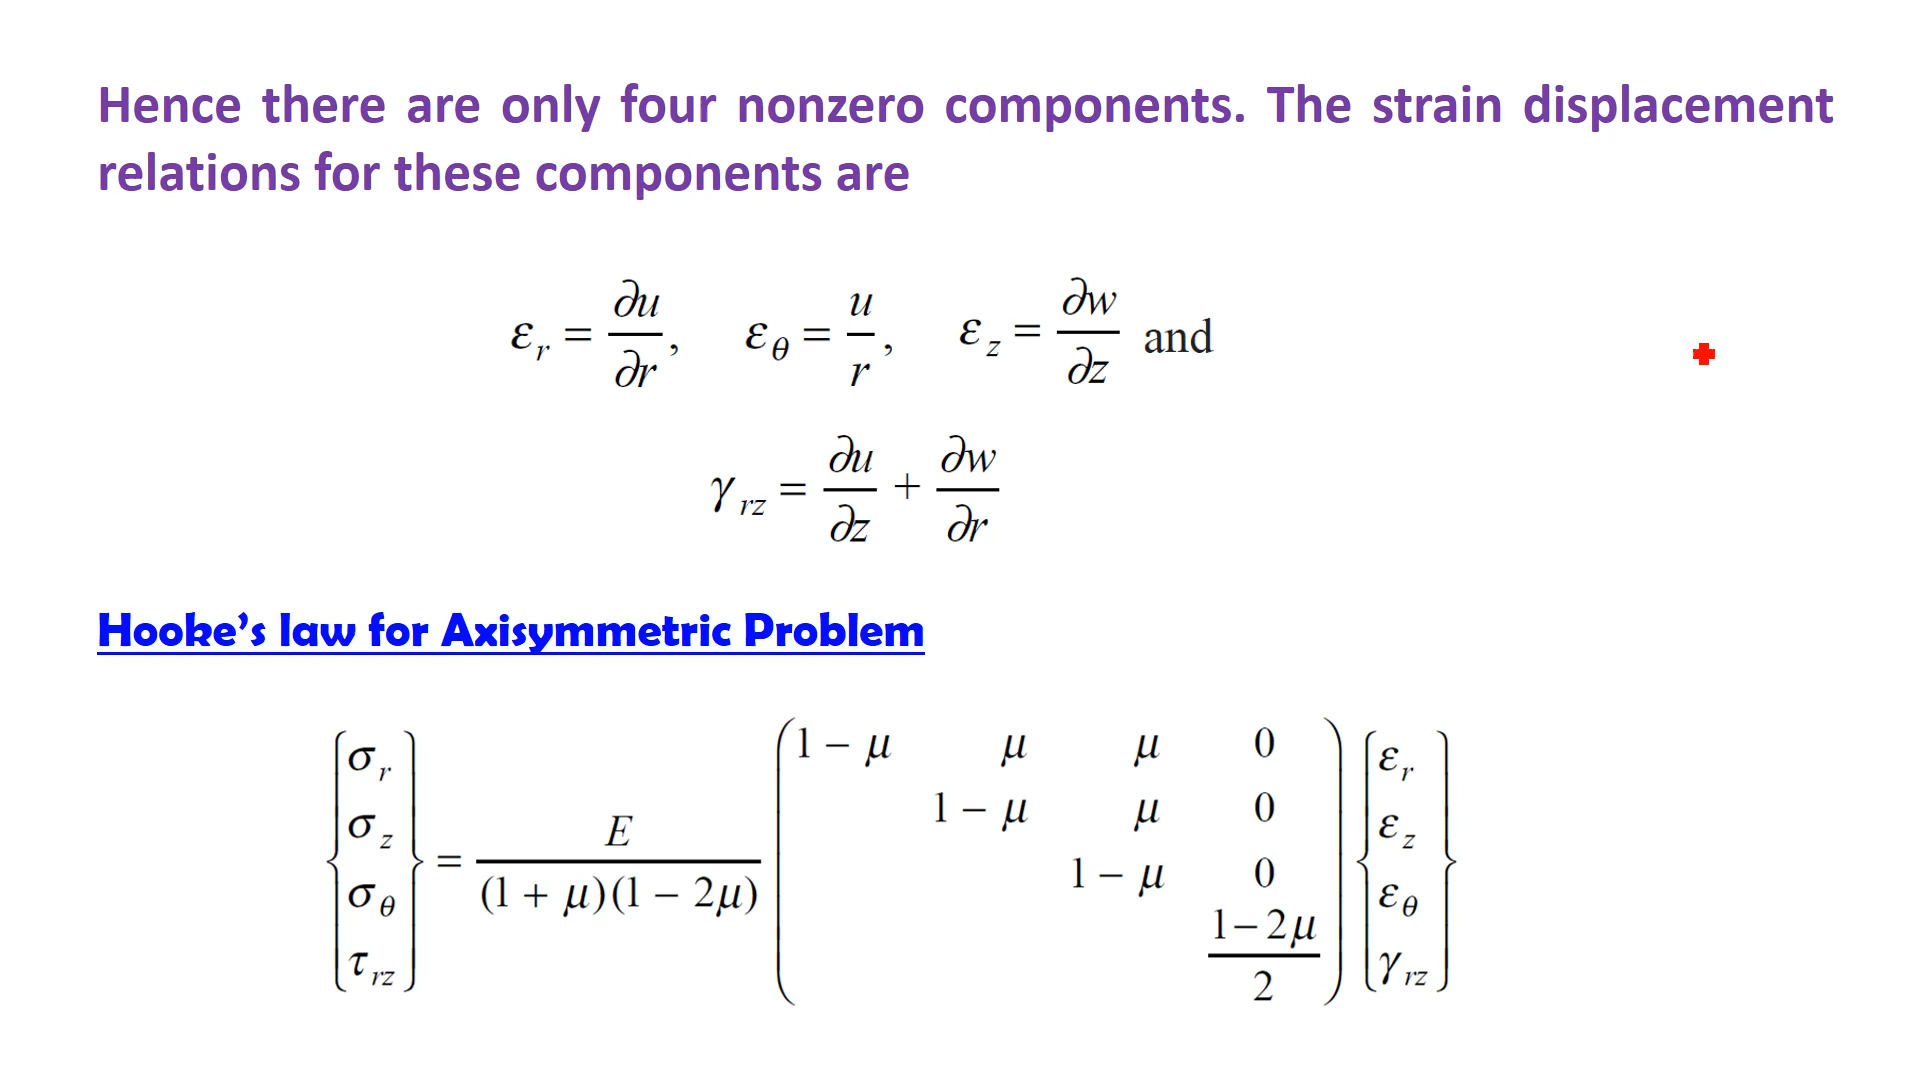 Hence there are only four nonzero components. The strain displacement
relations for these components are
ε_r = ∂u/∂r, ε_θ = u/r, ε_z = ∂w/∂z and
γ_rz = ∂u/∂z + ∂w/∂r
Hooke's law for Axisymmetric Problem
{σ_r σ_z σ_θ τ_rz} = E/((1 + μ)(1 − 2μ)) (1 − μ μ μ 0
1 − μ μ 0
1 − μ 0
(1 − 2μ)/2) {ε_r ε_z ε_θ γ_rz}